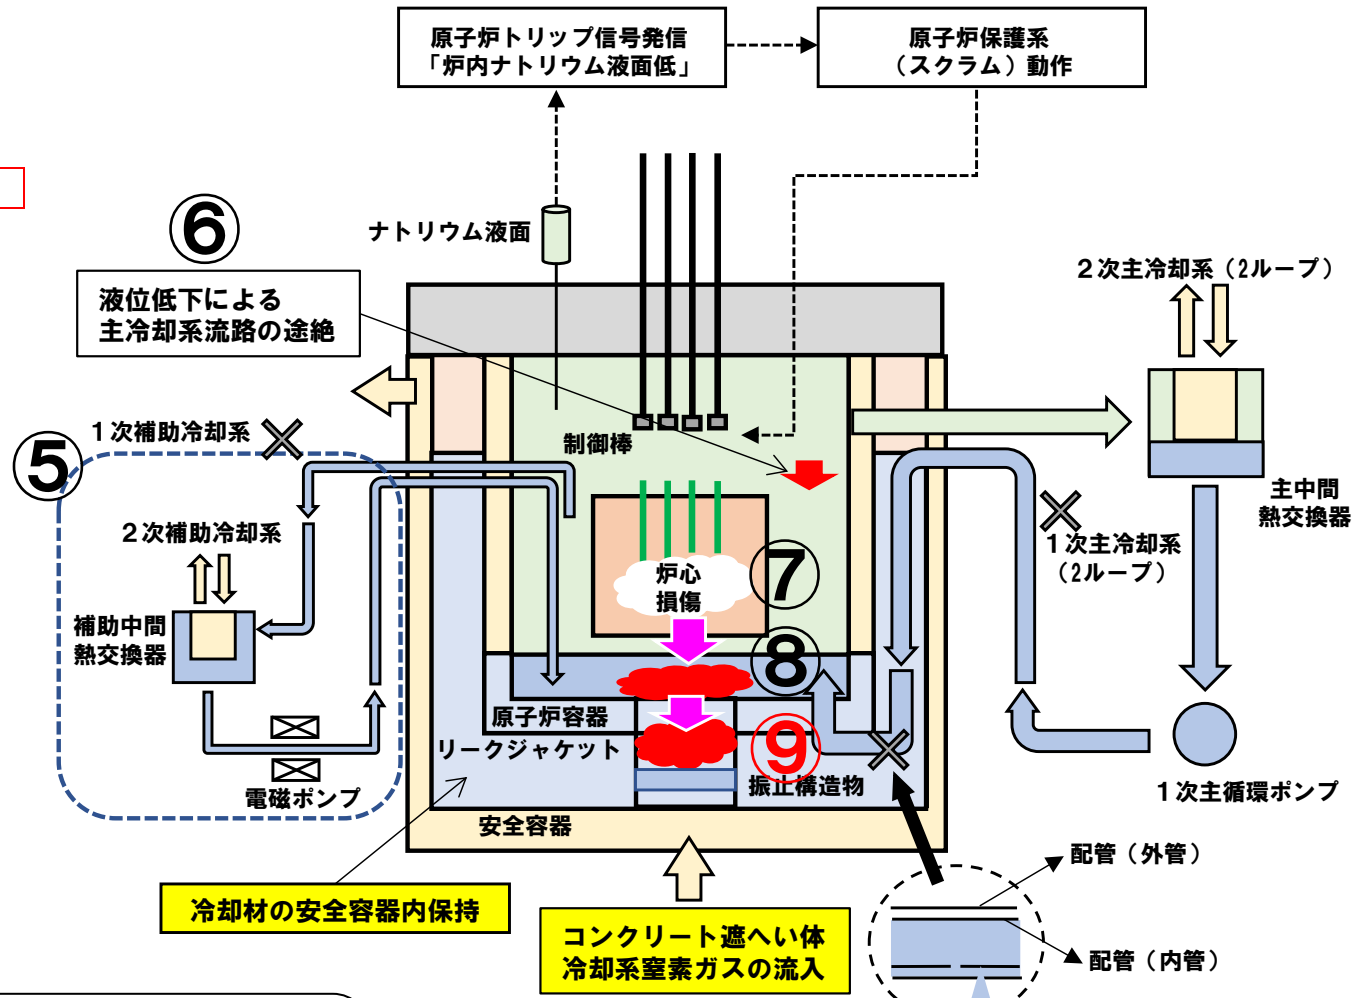 原子炉トリップ信号発信
「炉内ナトリウム液面低」
原子炉保護系
（スクラム）動作
⑥
ナトリウム液面
液位低下による
主冷却系流路の途絶
２次主冷却系（2ループ）
⑤
１次補助冷却系
制御棒
主中間
熱交換器
２次補助冷却系
１次主冷却系
（2ループ）
炉心
損傷
⑦
補助中間
熱交換器
⑧
原子炉容器
リークジャケット
⑨
振止構造物
電磁ポンプ
１次主循環ポンプ
安全容器
配管（外管）
冷却材の安全容器内保持
コンクリート遮へい体
冷却系窒素ガスの流入
配管（内管）